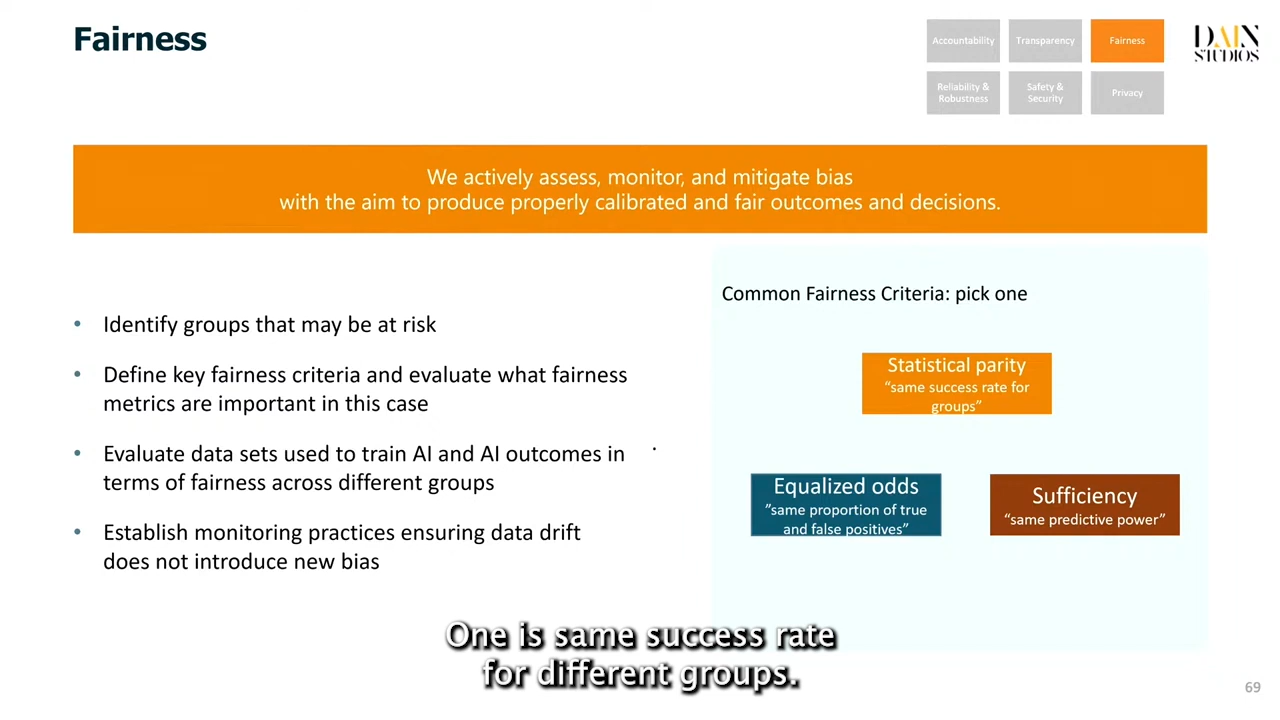 Fairness
Accountability
Transparency
Fairness
DAIN
STUDIOS
Reliability &
Robustness
Safety &
Security
Privacy
We actively assess, monitor, and mitigate bias
with the aim to produce properly calibrated and fair outcomes and decisions.
• Identify groups that may be at risk
• Define key fairness criteria and evaluate what fairness
metrics are important in this case
• Evaluate data sets used to train AI and AI outcomes in
terms of fairness across different groups
• Establish monitoring practices ensuring data drift
does not introduce new bias
.
Common Fairness Criteria: pick one
Statistical parity
“same success rate for
groups”
Equalized odds
”same proportion of true
and false positives”
Sufficiency
“same predictive power”
One is same success rate
for different groups.
69